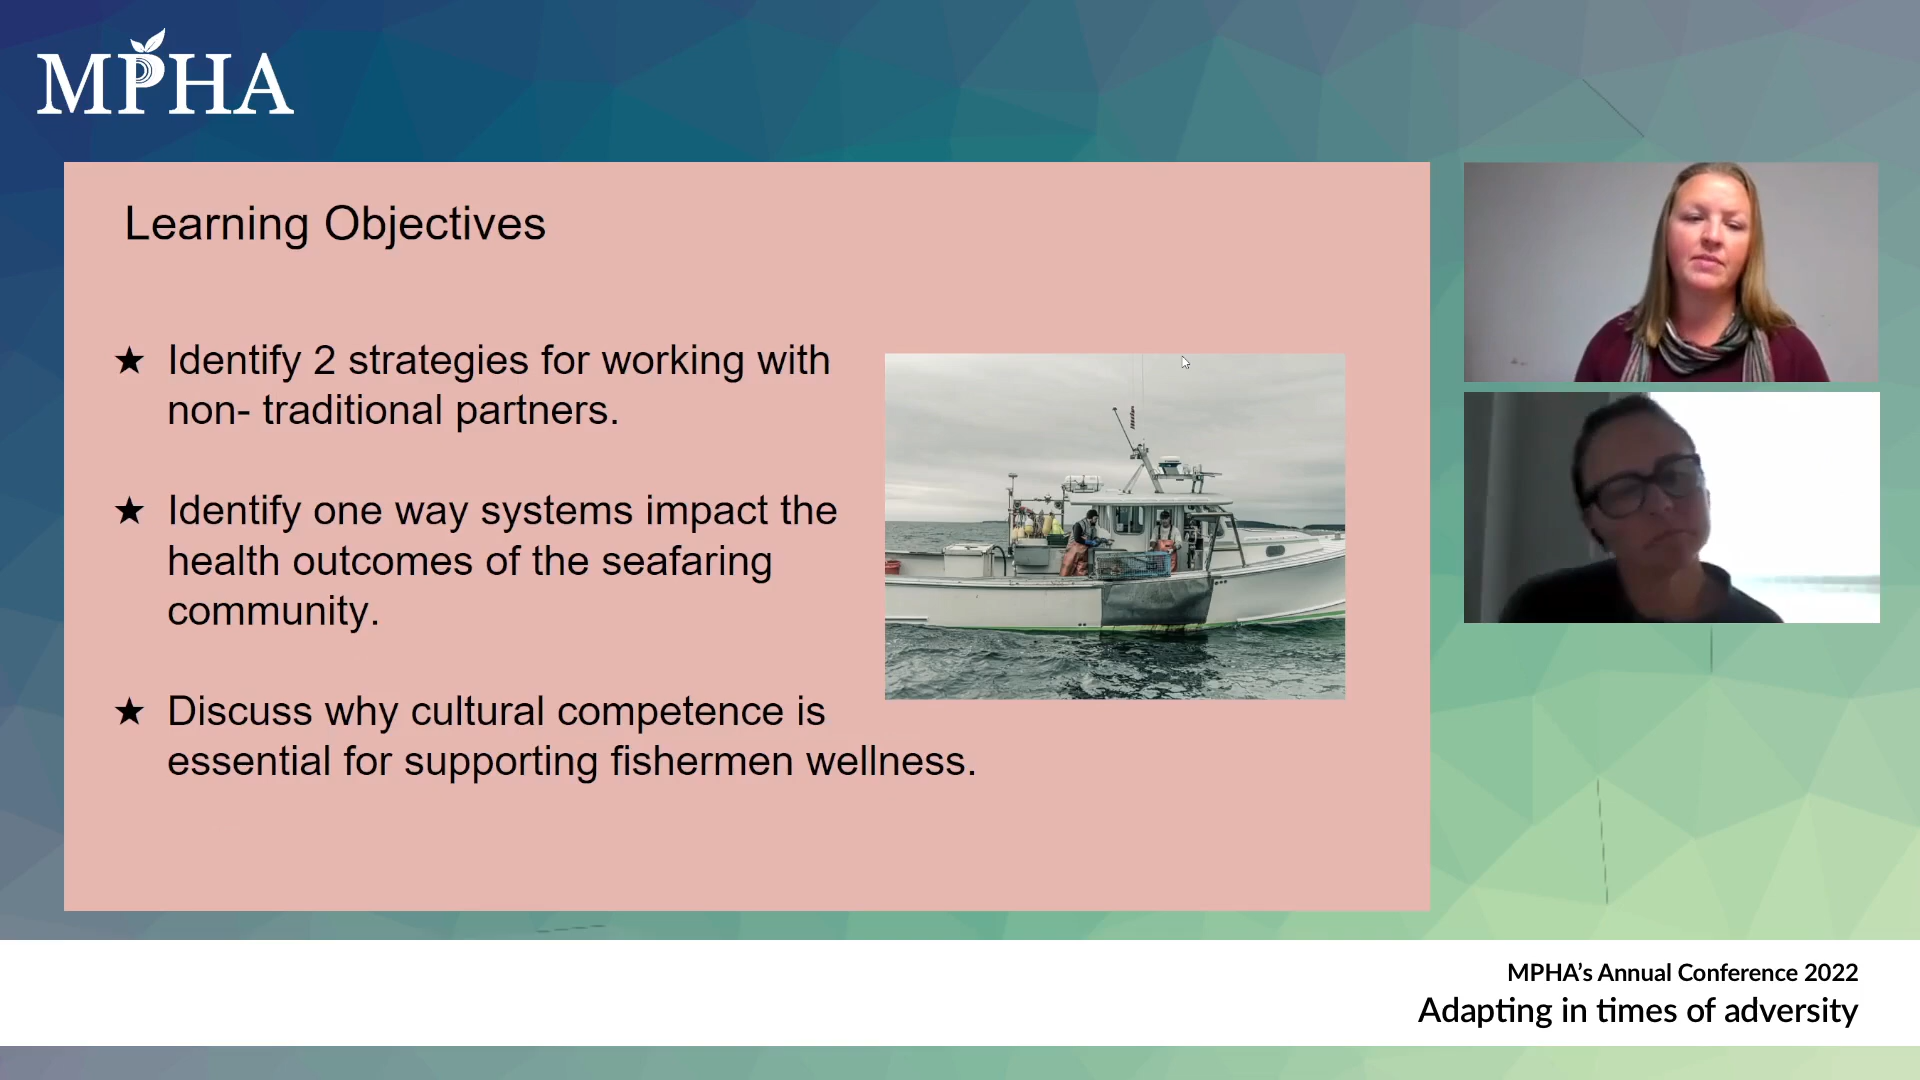 MPHA
Learning Objectives
★ Identify 2 strategies for working with
non- traditional partners.
★ Identify one way systems impact the
health outcomes of the seafaring
community.
★ Discuss why cultural competence is
essential for supporting fishermen wellness.
MPHA’s Annual Conference 2022
Adapting in times of adversity